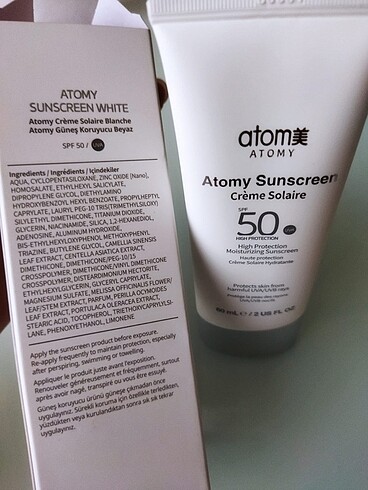 ATOMY
SUNSCREEN WHITE
Atomy Crème Solaire Blanche
Atomy Güneş Koruyucu Beyaz
SPF 50 / UVA
Ingredients / Ingrédients / İçindekiler
AQUA, CYCLOPENTASILOXANE, ZINC OXIDE [Nano],
HOMOSALATE, ETHYLHEXYL SALICYLATE,
DIPROPYLENE GLYCOL, DIETHYLAMINO
HYDROXYBENZOYL HEXYL BENZOATE, PROPYLHEPTYL
CAPRYLATE, LAURYL PEG-10 TRIS(TRIMETHYLSILOXY)
SILYLETHYL DIMETHICONE, TITANIUM DIOXIDE,
GLYCERIN, NIACINAMIDE, SILICA, 1,2-HEXANEDIOL,
ADENOSINE, ALUMINUM HYDROXIDE,
BIS-ETHYLHEXYLOXYPHENOL METHOXYPHENYL
TRIAZINE, BUTYLENE GLYCOL, CAMELLIA SINENSIS
LEAF EXTRACT, CENTELLA ASIATICA EXTRACT,
DIMETHICONE, DIMETHICONE/PEG-10/15
CROSSPOLYMER, DIMETHICONE/VINYL DIMETHICONE
CROSSPOLYMER, DISTEARDIMONIUM HECTORITE,
ETHYLHEXYLGLYCERIN, GLYCERYL CAPRYLATE,
MAGNESIUM SULFATE, MELISSA OFFICINALIS FLOWER/
LEAF/STEM EXTRACT, PARFUM, PERILLA OCYMOIDES
LEAF EXTRACT, PORTULACA OLERACEA EXTRACT,
STEARIC ACID, TOCOPHEROL, TRIETHOXYCAPRYLYLSI-
LANE, PHENOXYETHANOL, LIMONENE
Apply the sunscreen product before exposure.
Re-apply frequently to maintain protection, especially
after perspiring, swimming or towelling.
Appliquer le produit juste avant l'exposition.
Renouveler généreusement et fréquemment, surtout
après avoir nagé, transpiré ou vous être essuyé.
Güneş koruyucu ürünü güneşe çıkmadan önce
uygulayınız. Sürekli koruma için özellikle terledikten,
yüzdükten veya kurulandıktan sonra sık sık tekrar
uygulayınız.
atom美
ATOMY
Atomy Sunscreen
Crème Solaire
SPF
50 UVA
HIGH PROTECTION
High Protection
Moisturizing Sunscreen
Haute protection
Crème Solaire Hydratante
Protects skin from
harmful UVA/UVB rays
60 mL ℮ / 2 US FL OZ